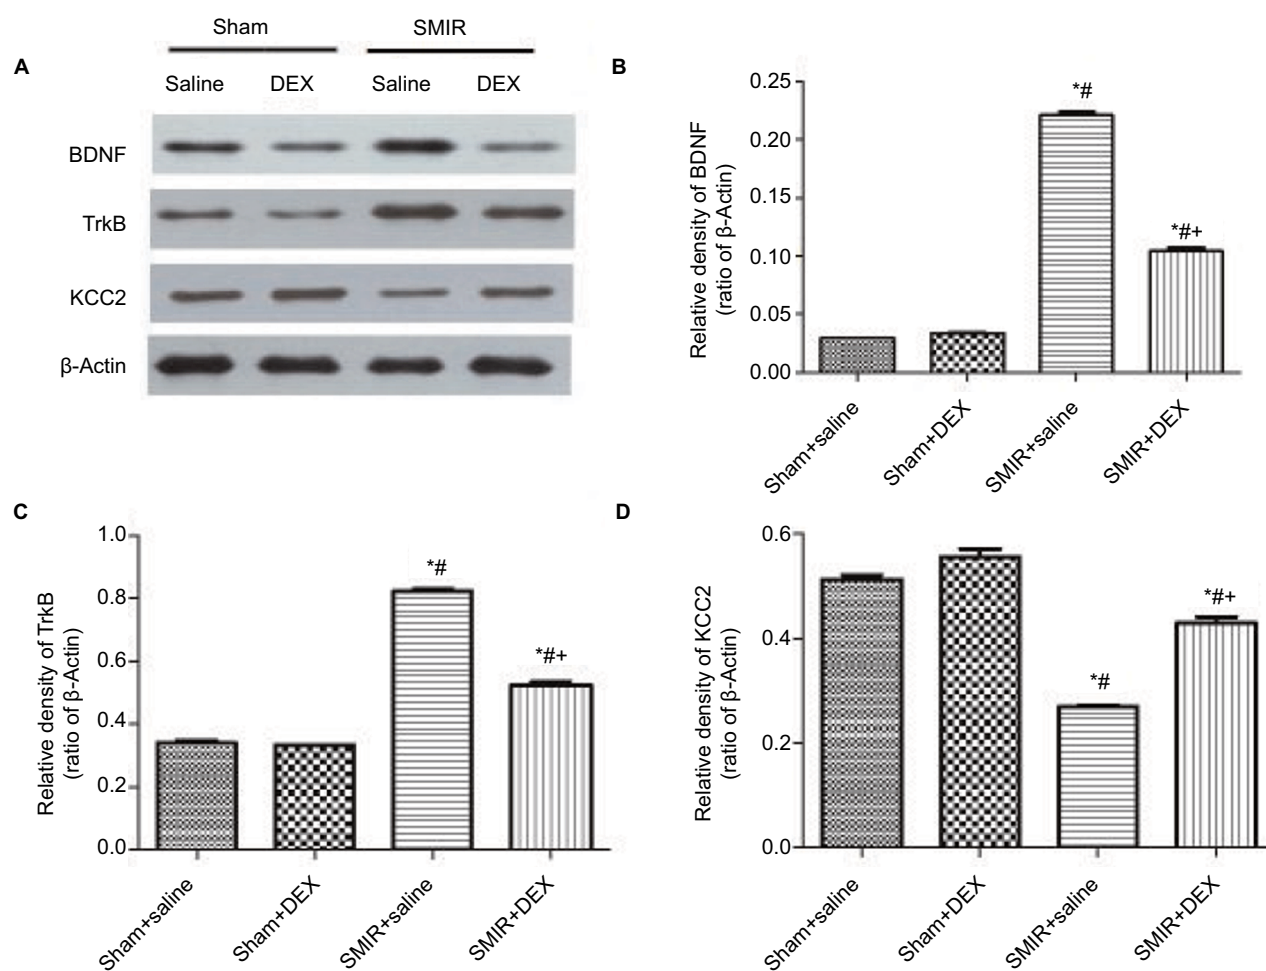 Sham SMIR
A
Saline DEX Saline DEX
BDNF
TrkB
KCC2
β-Actin
B
Relative density of BDNF
(ratio of β-Actin)
0.25
0.20
0.15
0.10
0.05
0.00
*#
*#+
Sham+saline
Sham+DEX
SMIR+saline
SMIR+DEX
C
Relative density of TrkB
(ratio of β-Actin)
1.0
0.8
0.6
0.4
0.2
0.0
*#
*#+
Sham+saline
Sham+DEX
SMIR+saline
SMIR+DEX
D
Relative density of KCC2
(ratio of β-Actin)
0.6
0.4
0.2
0.0
*#
*#+
Sham+saline
Sham+DEX
SMIR+saline
SMIR+DEX